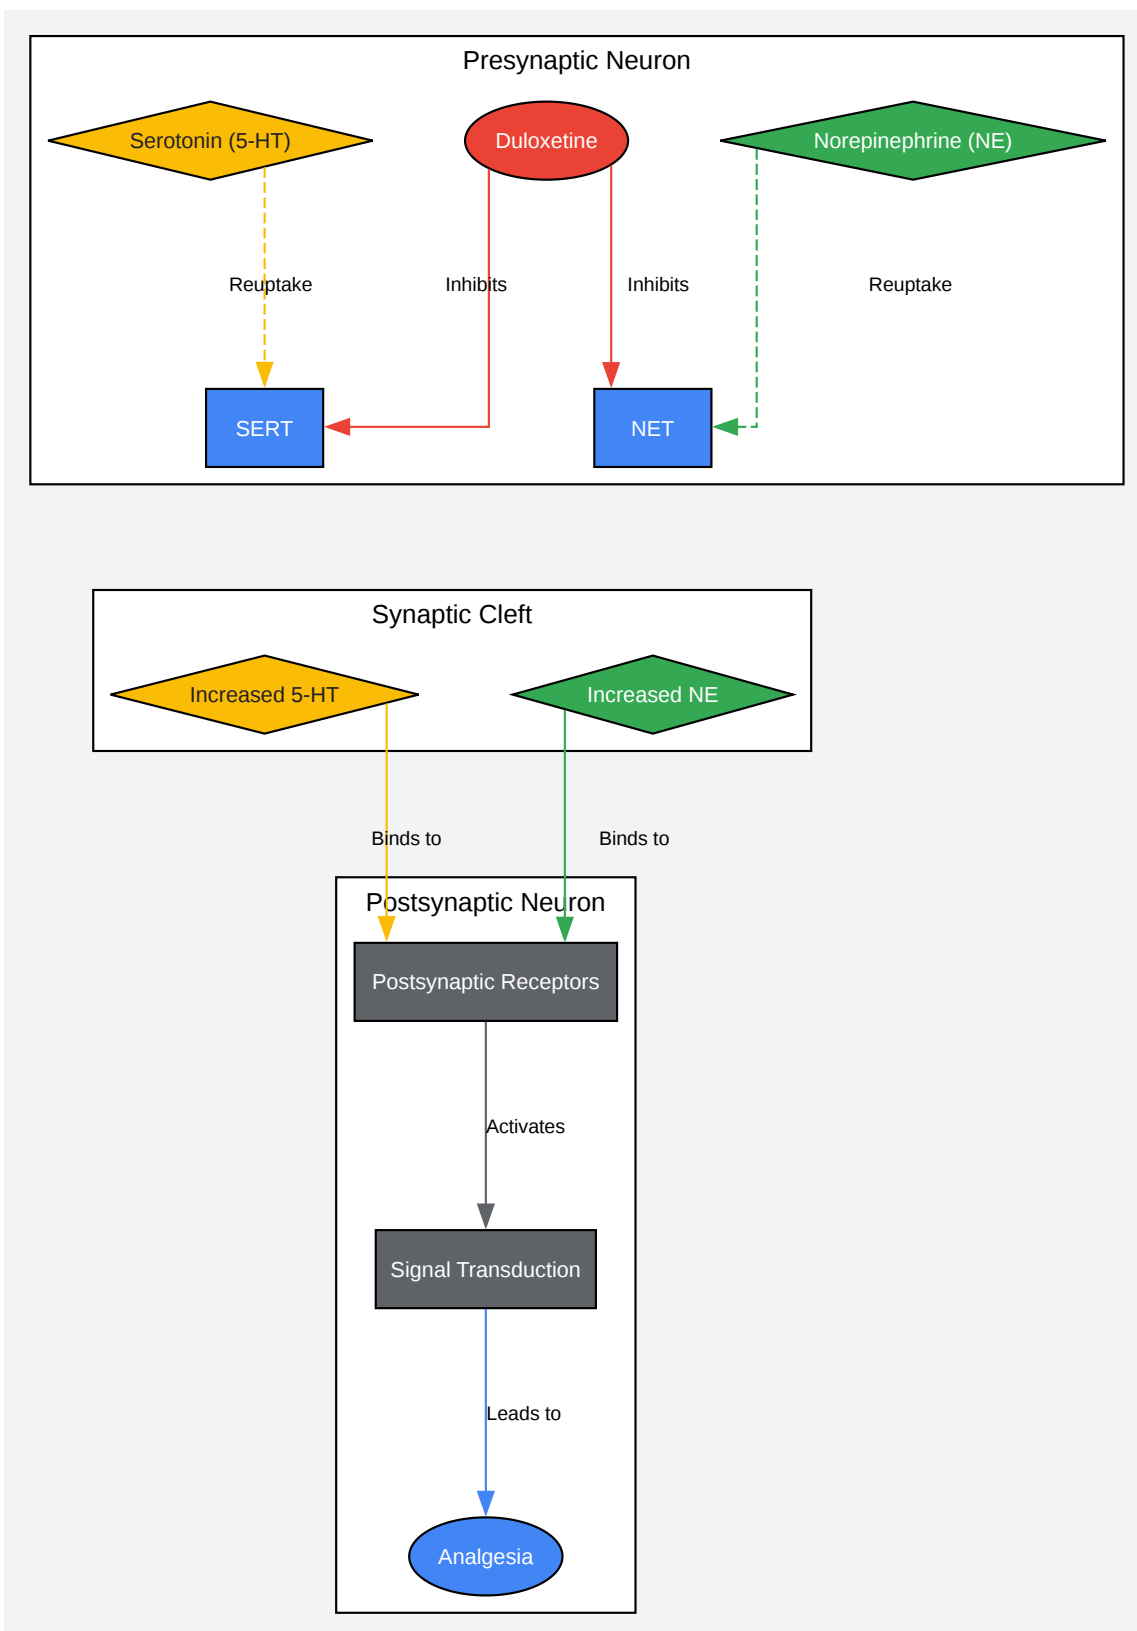 Presynaptic Neuron
Serotonin (5-HT)
Duloxetine
Norepinephrine (NE)
Reuptake
Inhibits
Inhibits
Reuptake
SERT
NET
Synaptic Cleft
Increased 5-HT
Increased NE
Binds to
Binds to
Postsynaptic Neuron
Postsynaptic Receptors
Activates
Signal Transduction
Leads to
Analgesia